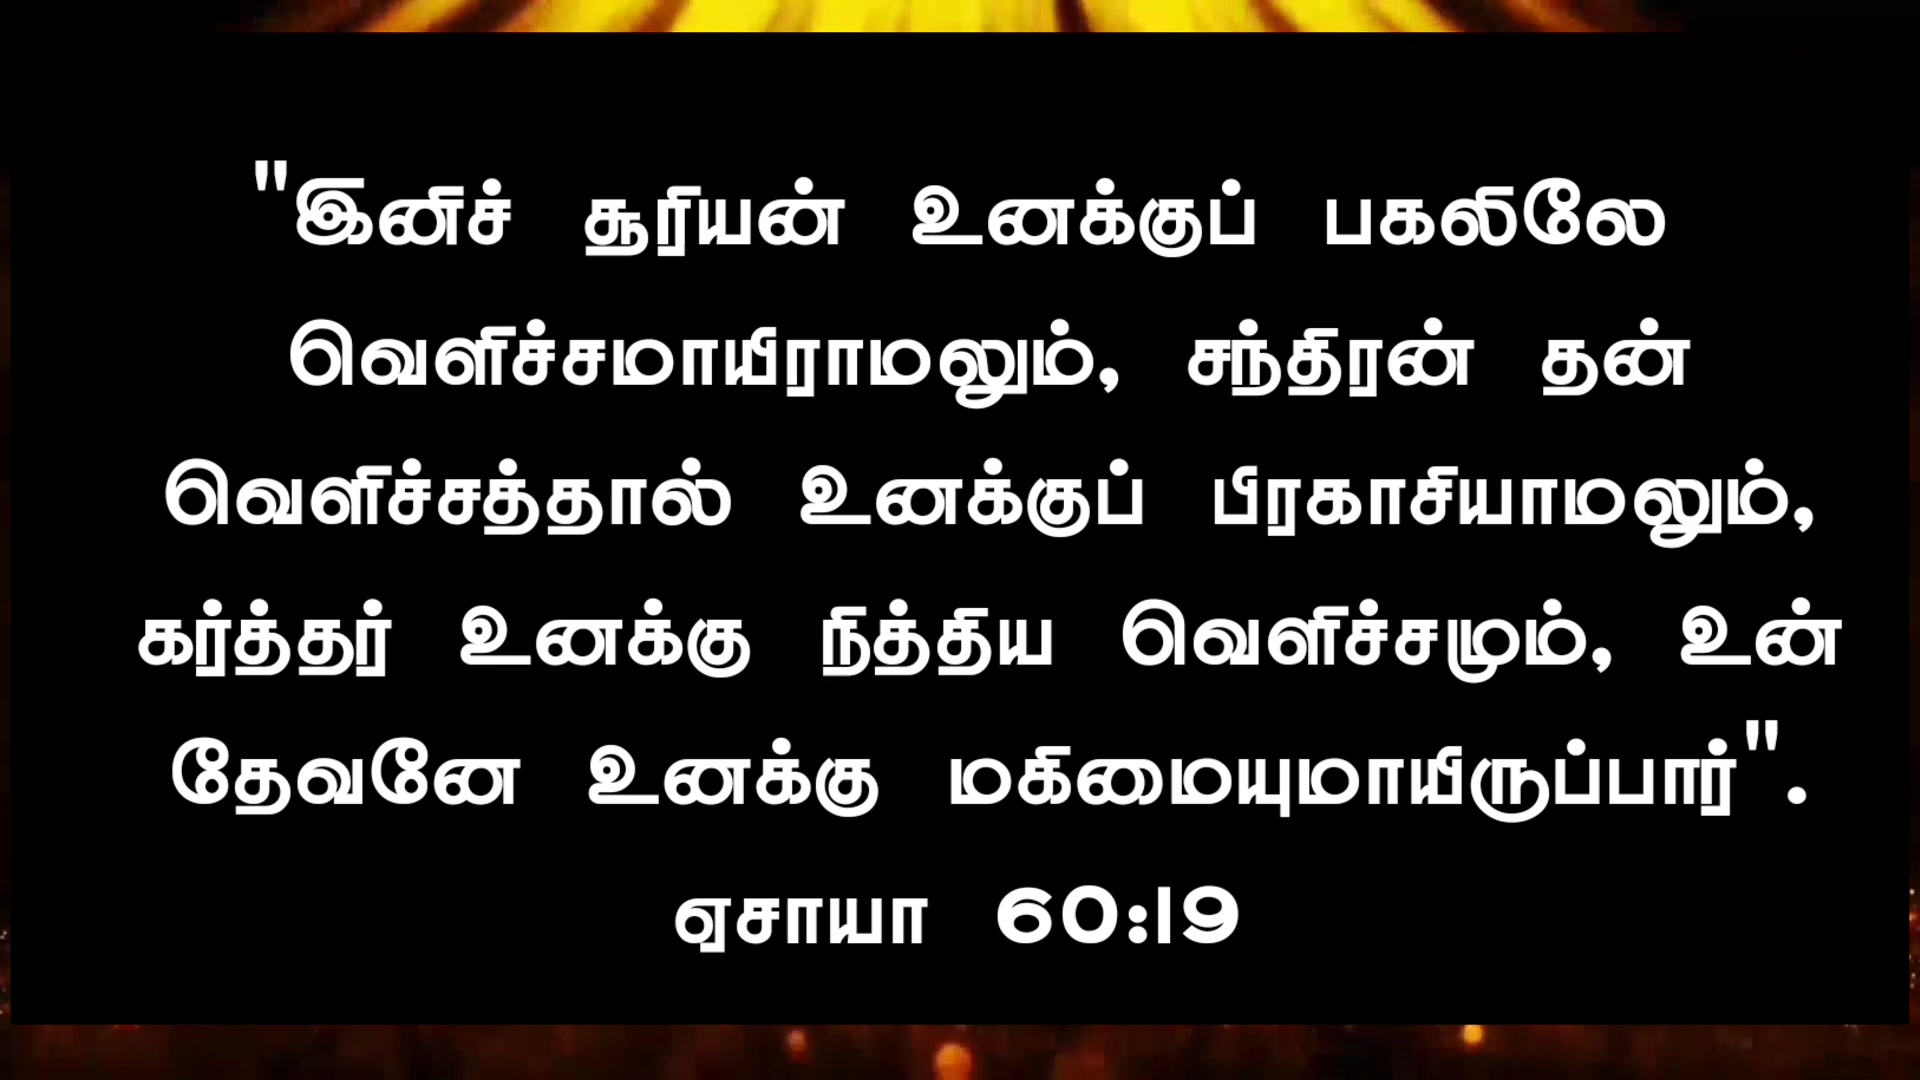 "இனிச் சூரியன் உனக்குப் பகலிலே
வெளிச்சமாயிராமலும், சந்திரன் தன்
வெளிச்சத்தால் உனக்குப் பிரகாசியாமலும்,
கர்த்தர் உனக்கு நித்திய வெளிச்சமும், உன்
தேவனே உனக்கு மகிமையுமாயிருப்பார்".
ஏசாயா 60:19